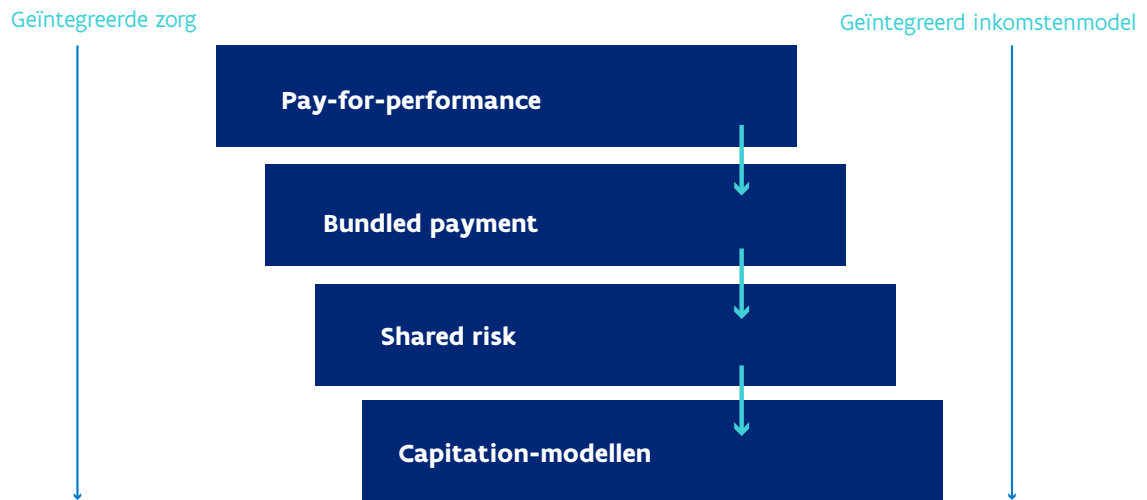 Geïntegreerde zorg
Geïntegreerd inkomstenmodel
Pay-for-performance
Bundled payment
Shared risk
Capitation-modellen